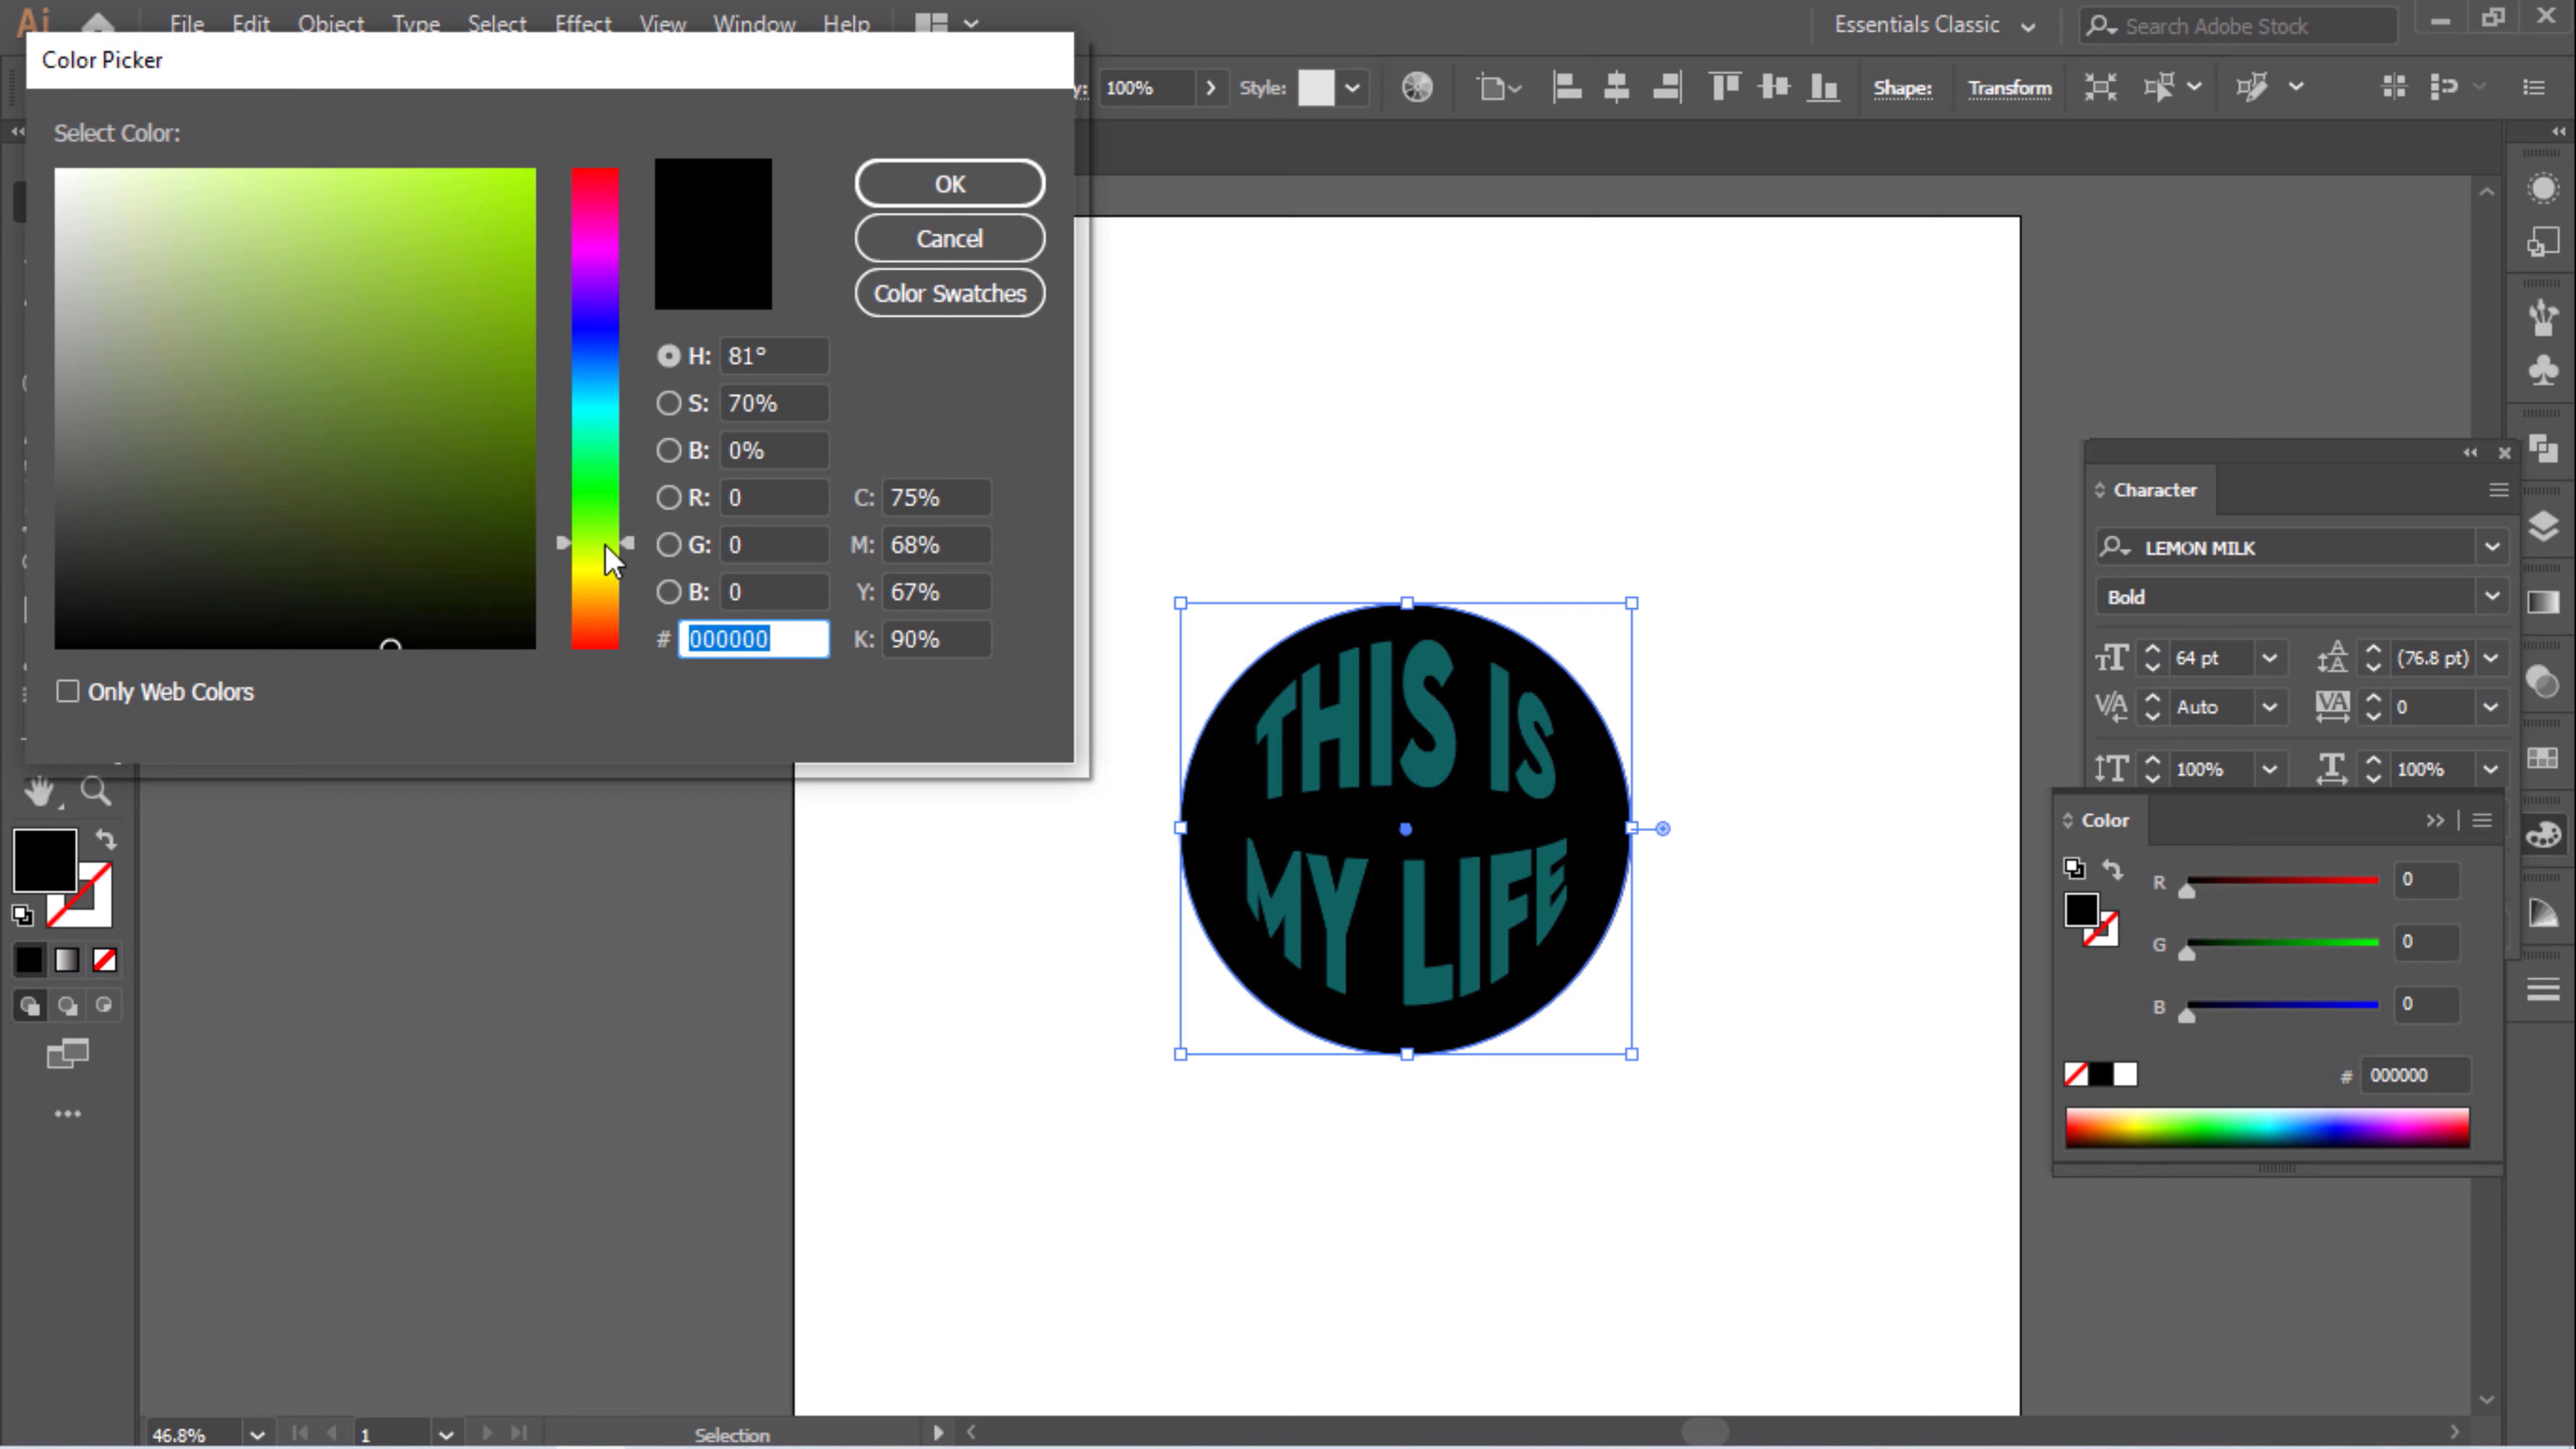 Ai File Edit Object Type Select Effect View Window Help Essentials Classic Search Adobe Stock
Color Picker
100% Style: Shape: Transform
Select Color:
OK
Cancel
Color Swatches
H: 81°
S: 70%
B: 0%
R: 0 C: 75%
G: 0 M: 68%
B: 0 Y: 67%
# 000000 K: 90%
Only Web Colors
THIS IS
MY LIFE
Character
LEMON MILK
Bold
64 pt (76.8 pt)
Auto 0
100% 100%
Color
R 0
G 0
B 0
# 000000
46.8% 1 Selection